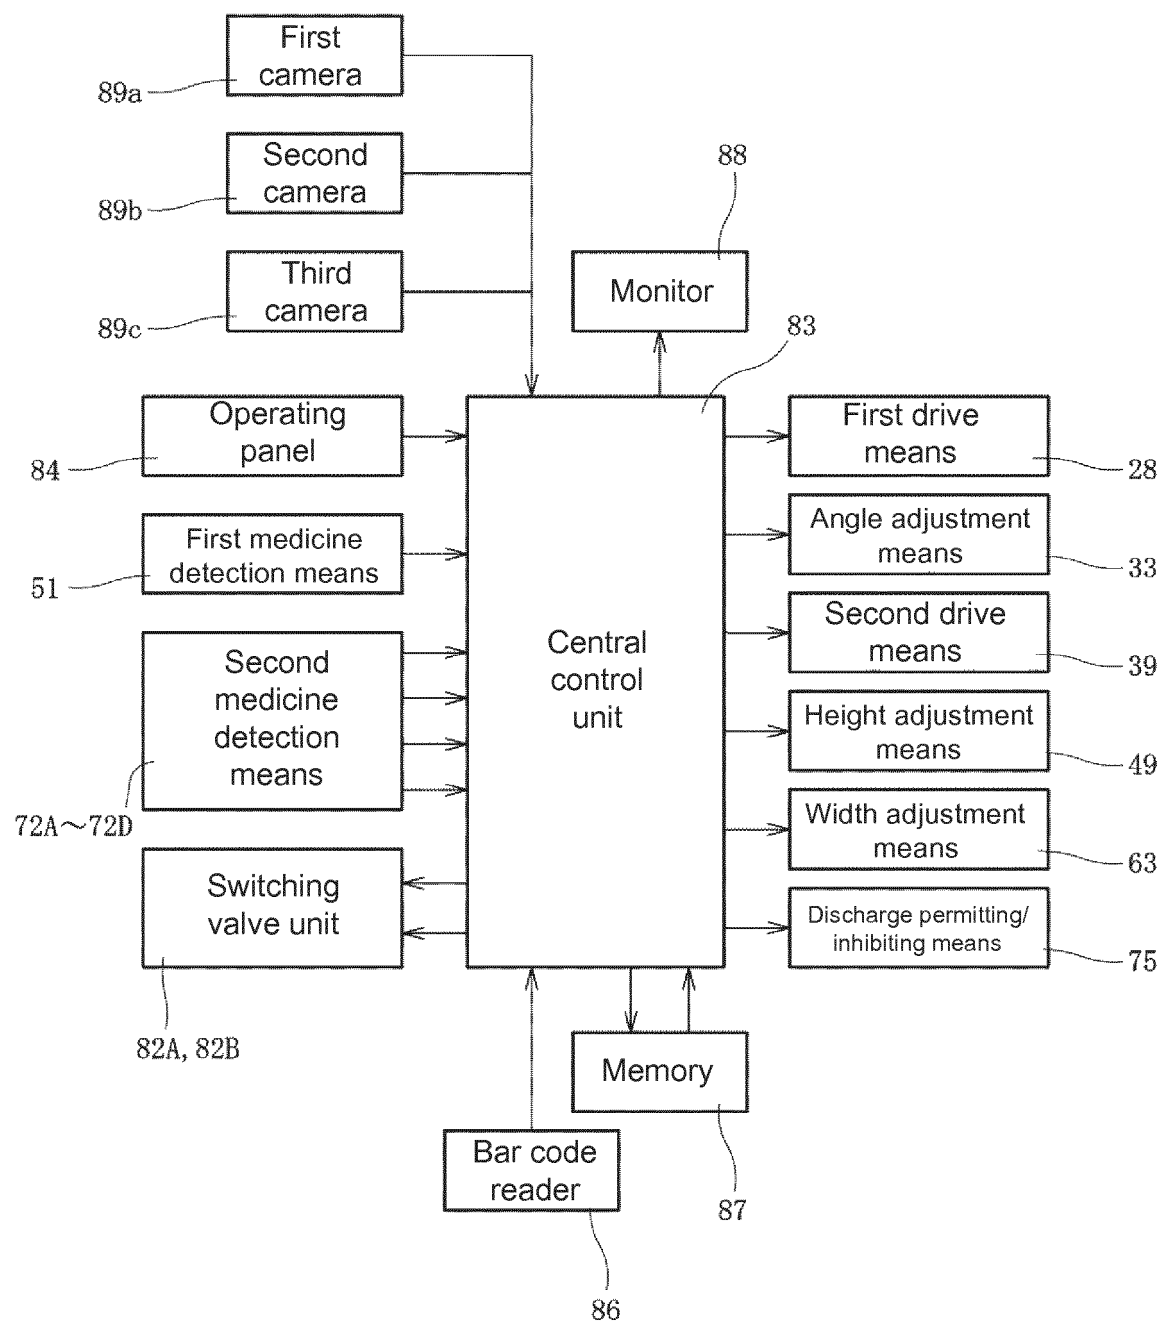 First
camera
89a
Second
camera
89b
Third
camera
89c
88
Monitor
83
Operating
panel
84
First medicine
detection means
51
Second
medicine
detection
means
72A～72D
Switching
valve unit
82A, 82B
Central
control
unit
First drive
means
28
Angle adjustment
means
33
Second drive
means
39
Height adjustment
means
49
Width adjustment
means
63
Discharge permitting/
inhibiting means
75
Memory
87
Bar code
reader
86